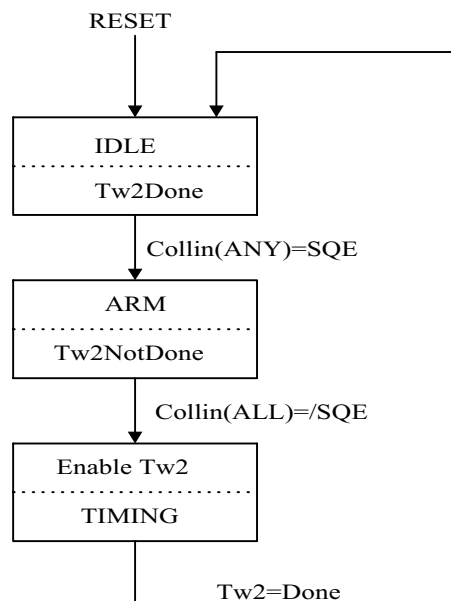 RESET
IDLE
Tw2Done
Collin(ANY)=SQE
ARM
Tw2NotDone
Collin(ALL)=/SQE
Enable Tw2
TIMING
Tw2=Done